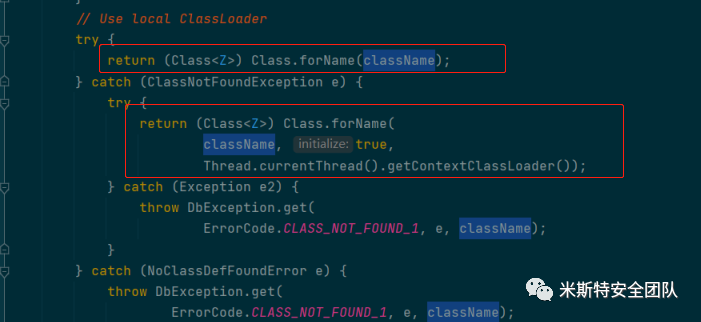 // Use local ClassLoader
try {
return (Class<Z>) Class.forName(className);
} catch (ClassNotFoundException e) {
try {
return (Class<Z>) Class.forName(
className, initialize: true,
Thread.currentThread().getContextClassLoader());
} catch (Exception e2) {
throw DbException.get(
ErrorCode.CLASS_NOT_FOUND_1, e, className);
}
} catch (NoClassDefFoundError e) {
throw DbException.get(
ErrorCode.CLASS_NOT_FOUND_1, e, className);
米斯特安全团队